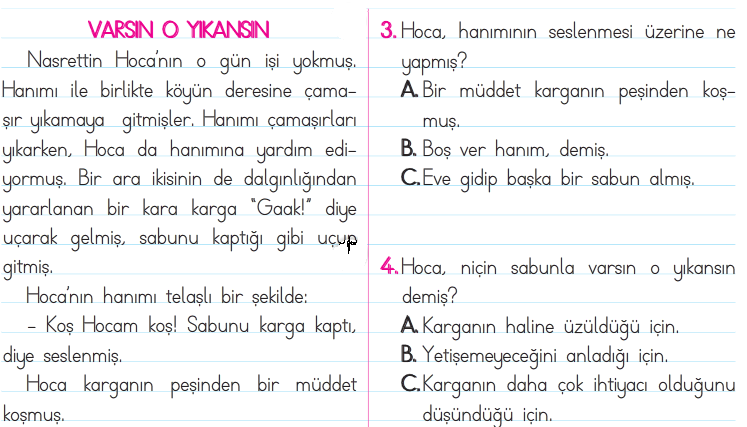 VARSIN O YIKANSIN
Nasrettin Hoca'nın o gün işi yokmuş.
Hanımı ile birlikte köyün deresine çama-
şır yıkamaya gitmişler. Hanımı çamaşırları
yıkarken, Hoca da hanımına yardım edi-
yormuş. Bir ara ikisinin de dalgınlığından
yararlanan bir kara karga "Gaak!" diye
uçarak gelmiş, sabunu kaptığı gibi uçup
gitmiş.
Hoca'nın hanımı telaşlı bir şekilde:
- Koş Hocam koş! Sabunu karga kaptı,
diye seslenmiş.
Hoca karganın peşinden bir müddet
koşmuş.
3. Hoca, hanımının seslenmesi üzerine ne
yapmış?
A. Bir müddet karganın peşinden koş-
muş.
B. Boş ver hanım, demiş.
C. Eve gidip başka bir sabun almış.
4. Hoca, niçin sabunla varsın o yıkansın
demiş?
A. Karganın haline üzüldüğü için.
B. Yetişemeyeceğini anladığı için.
C. Karganın daha çok ihtiyacı olduğunu
düşündüğü için.